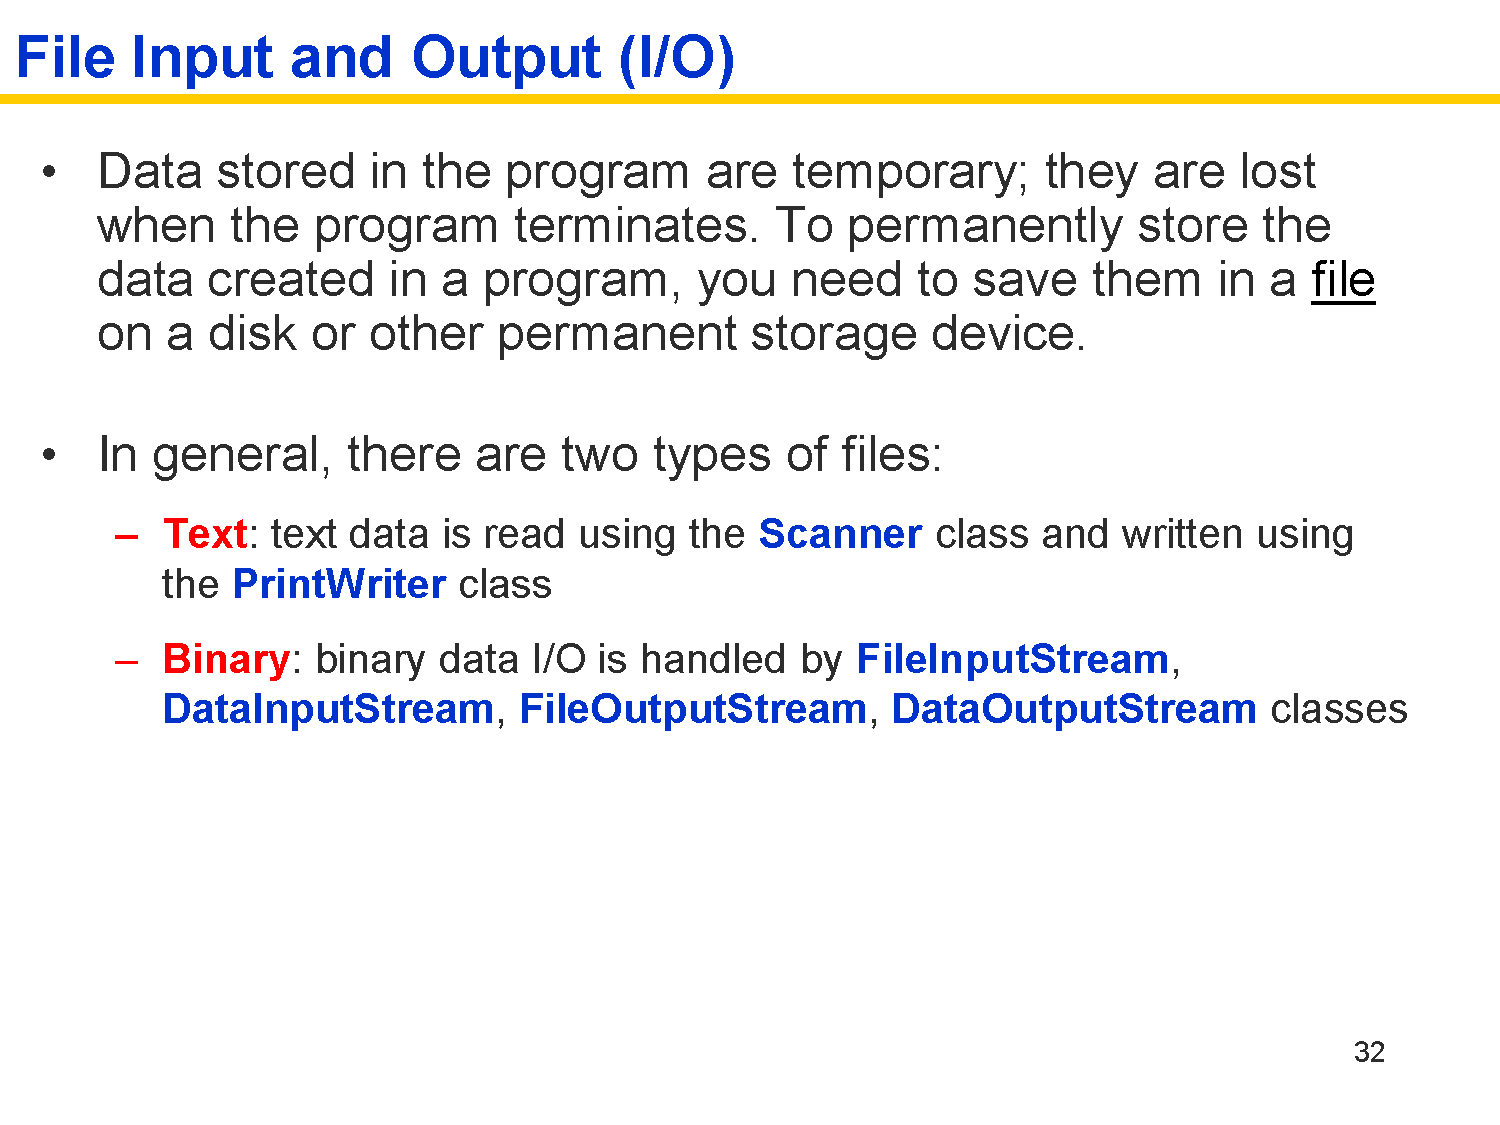 File Input and Output (I/O)
• Data stored in the program are temporary; they are lost
when the program terminates. To permanently store the
data created in a program, you need to save them in a file
on a disk or other permanent storage device.
• In general, there are two types of files:
– Text: text data is read using the Scanner class and written using
the PrintWriter class
– Binary: binary data I/O is handled by FileInputStream,
DataInputStream, FileOutputStream, DataOutputStream classes
32